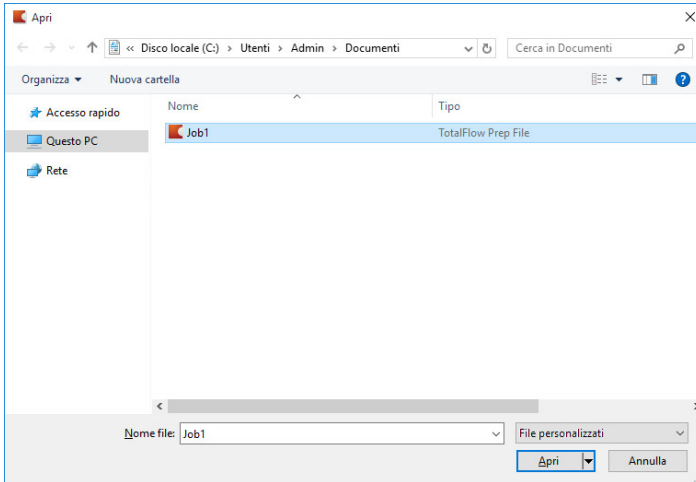 Apri
« Disco locale (C:) › Utenti › Admin › Documenti Cerca in Documenti
Organizza Nuova cartella
Accesso rapido
Questo PC
Rete
Nome Tipo
Job1 TotalFlow Prep File
Nome file: Job1 File personalizzati
Apri Annulla